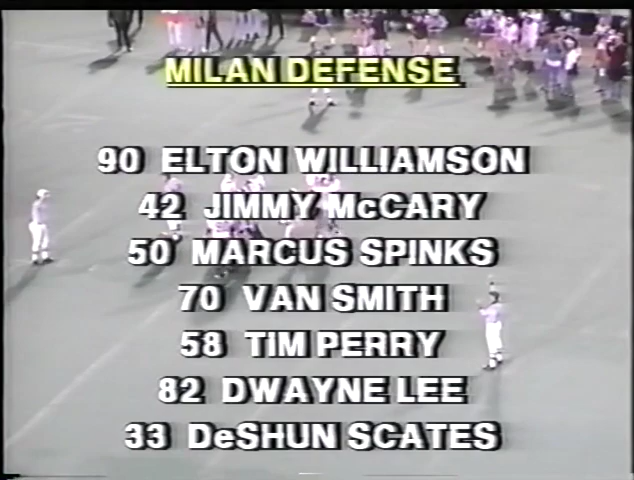 MILAN DEFENSE
90 ELTON WILLIAMSON
42 JIMMY McCARY
50 MARCUS SPINKS
70 VAN SMITH
58 TIM PERRY
82 DWAYNE LEE
33 DeSHUN SCATES